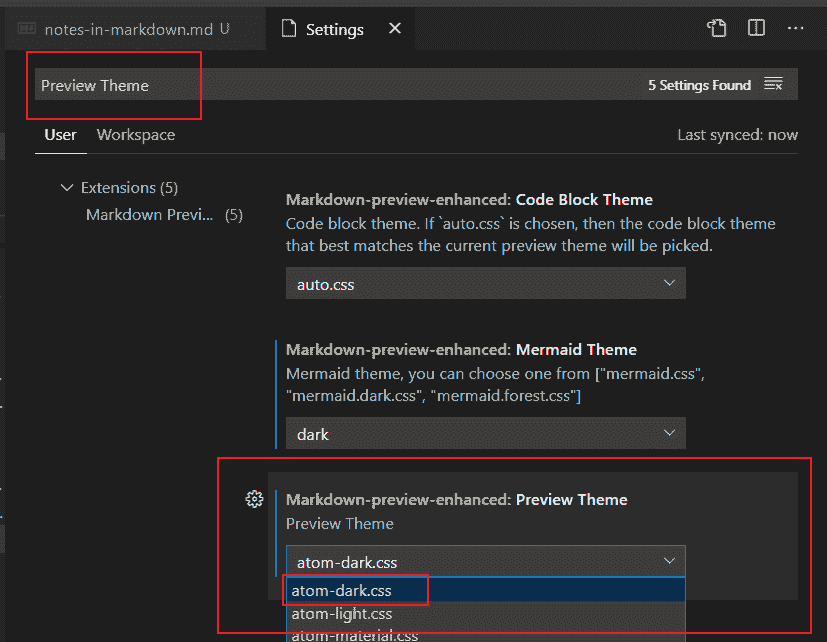 notes-in-markdown.md U
Settings
Preview Theme
5 Settings Found
User Workspace
Last synced: now
Extensions (5)
Markdown Previ... (5)
Markdown-preview-enhanced: Code Block Theme
Code block theme. If `auto.css` is chosen, then the code block theme
that best matches the current preview theme will be picked.
auto.css
Markdown-preview-enhanced: Mermaid Theme
Mermaid theme, you can choose one from ["mermaid.css",
"mermaid.dark.css", "mermaid.forest.css"]
dark
Markdown-preview-enhanced: Preview Theme
Preview Theme
atom-dark.css
atom-dark.css
atom-light.css
atom-material.css